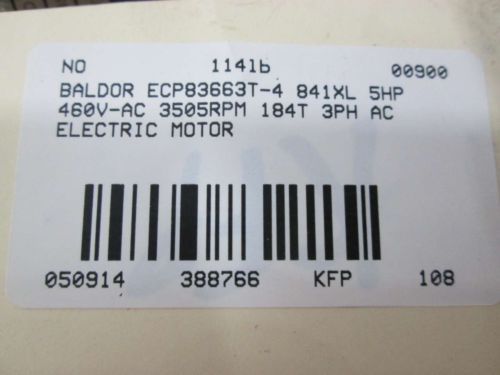 NO 114lb 00900
BALDOR ECP83663T-4 841XL 5HP
460V-AC 3505RPM 184T 3PH AC
ELECTRIC MOTOR
050914 388766 KFP 108